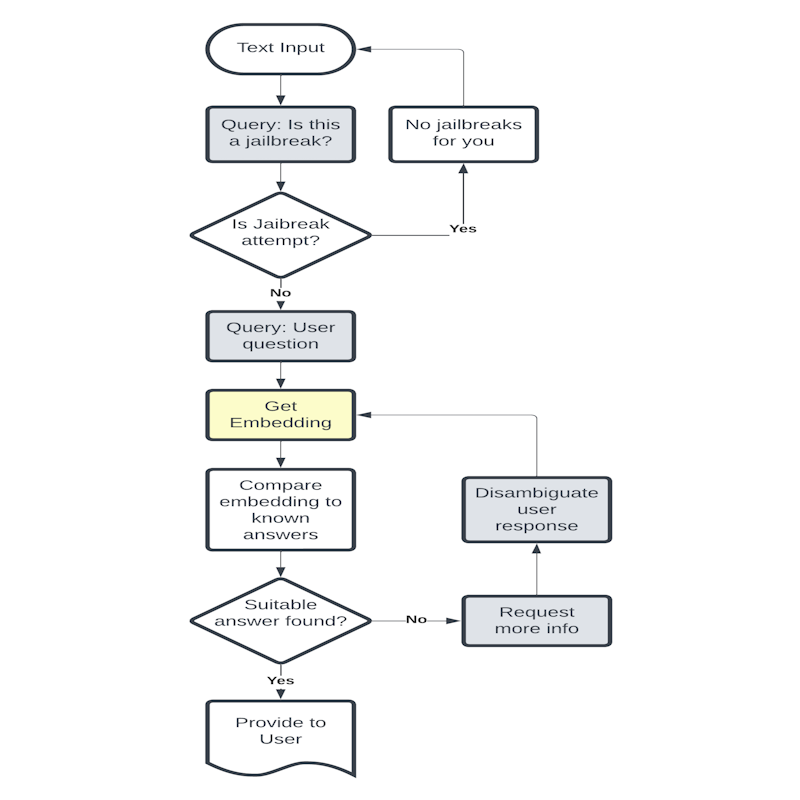 Text Input
Query: Is this
a jailbreak?
No jailbreaks
for you
Is Jaibreak
attempt?
Yes
No
Query: User
question
Get
Embedding
Compare
embedding to
known
answers
Disambiguate
user
response
Suitable
answer found?
No
Request
more info
Yes
Provide to
User